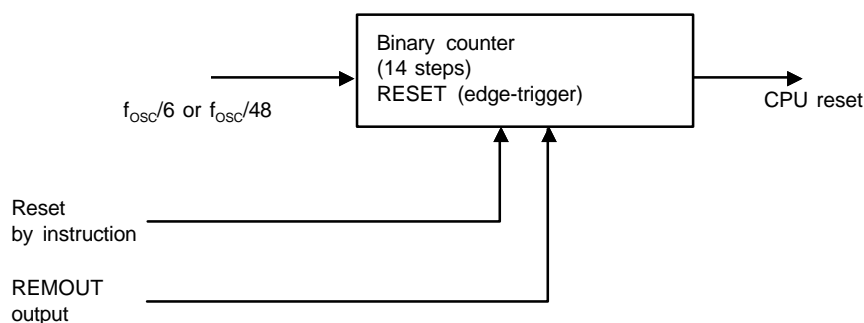 Binary counter
(14 steps)
RESET (edge-trigger)
fOSC/6 or fOSC/48
CPU reset
Reset
by instruction
REMOUT
output